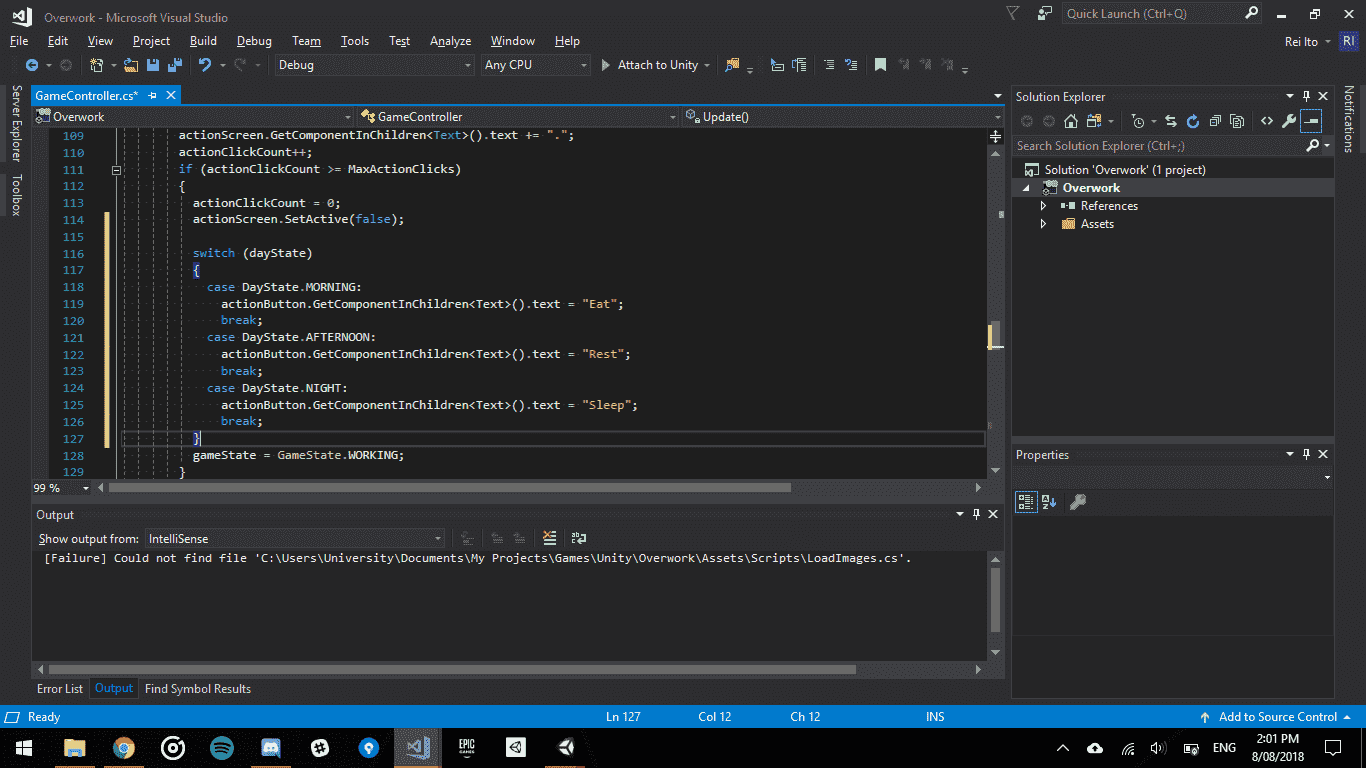 Overwork - Microsoft Visual Studio
Quick Launch (Ctrl+Q)
File Edit View Project Build Debug Team Tools Test Analyze Window Help
Rei Ito RI
Debug Any CPU Attach to Unity
Server Explorer
Toolbox
GameController.cs*
Overwork GameController Update()
109 actionScreen.GetComponentInChildren<Text>().text += ".";
110 actionClickCount++;
111 if (actionClickCount >= MaxActionClicks)
112 {
113 actionClickCount = 0;
114 actionScreen.SetActive(false);
115
116 switch (dayState)
117 {
118 case DayState.MORNING:
119 actionButton.GetComponentInChildren<Text>().text = "Eat";
120 break;
121 case DayState.AFTERNOON:
122 actionButton.GetComponentInChildren<Text>().text = "Rest";
123 break;
124 case DayState.NIGHT:
125 actionButton.GetComponentInChildren<Text>().text = "Sleep";
126 break;
127 }
128 gameState = GameState.WORKING;
129 }
99 %
Output
Show output from: IntelliSense
[Failure] Could not find file 'C:\Users\University\Documents\My Projects\Games\Unity\Overwork\Assets\Scripts\LoadImages.cs'.
Error List Output Find Symbol Results
Solution Explorer
Search Solution Explorer (Ctrl+;)
Solution 'Overwork' (1 project)
Overwork
References
Assets
Properties
Notifications
Ready Ln 127 Col 12 Ch 12 INS Add to Source Control
EPIC GAMES
ENG
2:01 PM
8/08/2018